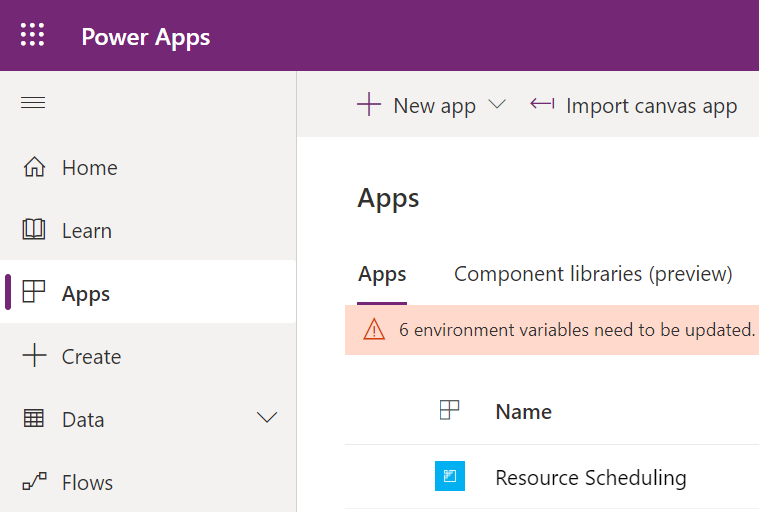 Power Apps
New app
Import canvas app
Home
Learn
Apps
Create
Data
Flows
Apps
Apps
Component libraries (preview)
6 environment variables need to be updated.
Name
Resource Scheduling